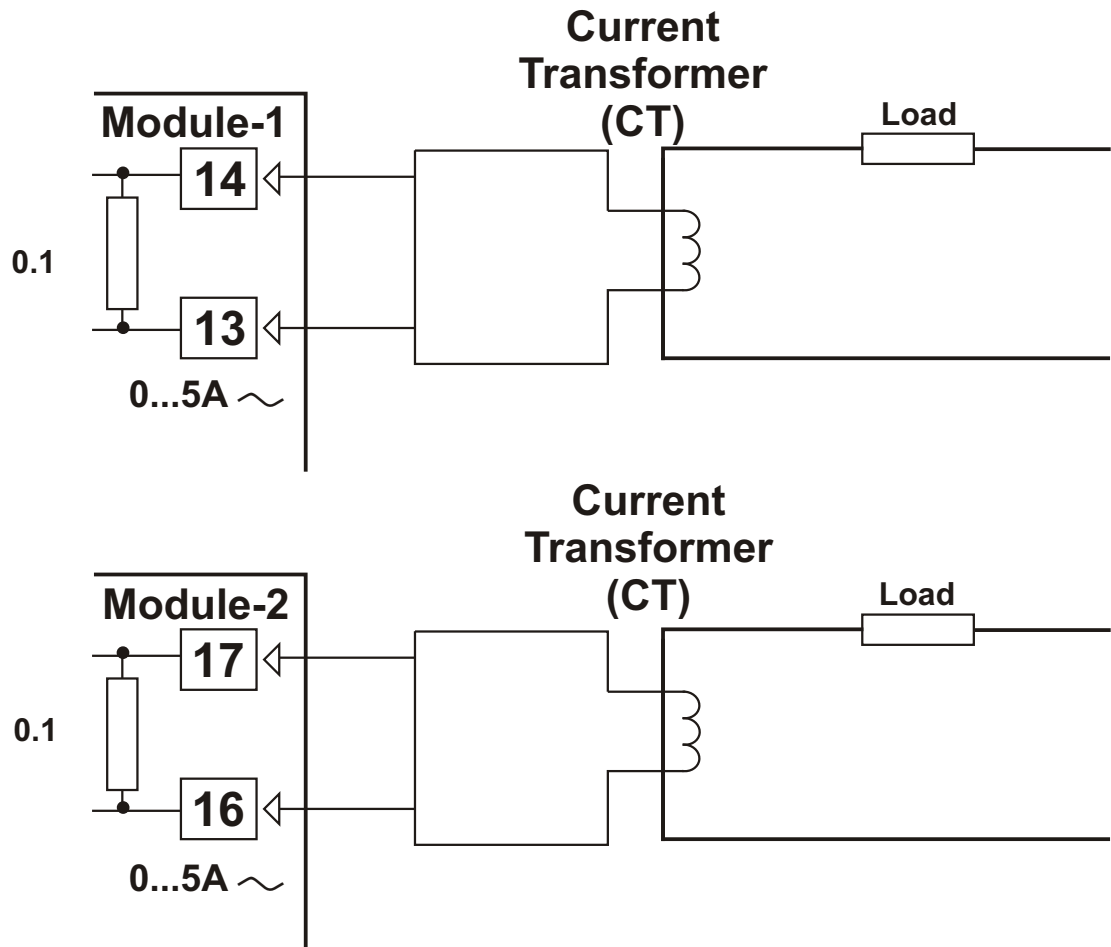 Current
Transformer
(CT)
Module-1
Load
14
0.1
13
0...5A
Current
Transformer
(CT)
Module-2
Load
17
0.1
16
0...5A